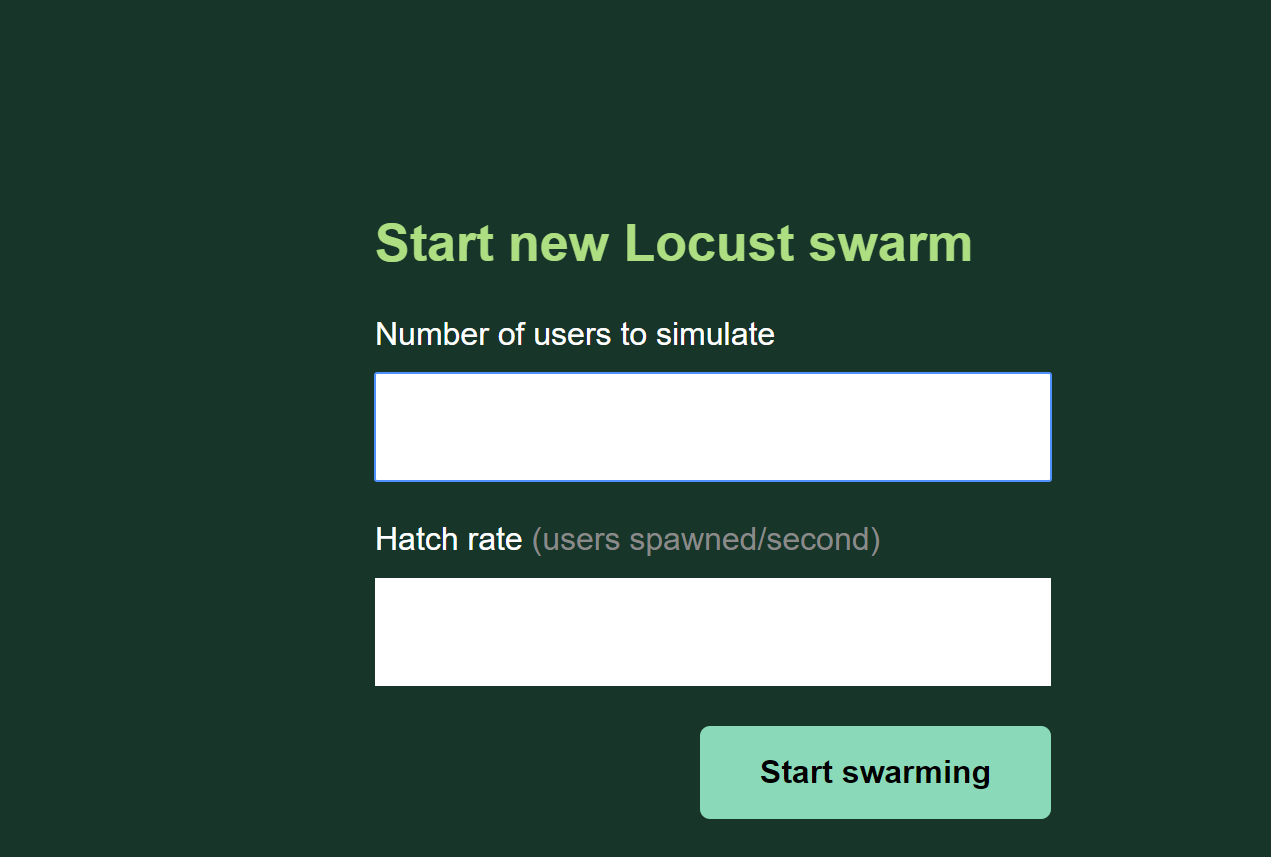 Start new Locust swarm
Number of users to simulate
Hatch rate (users spawned/second)
Start swarming